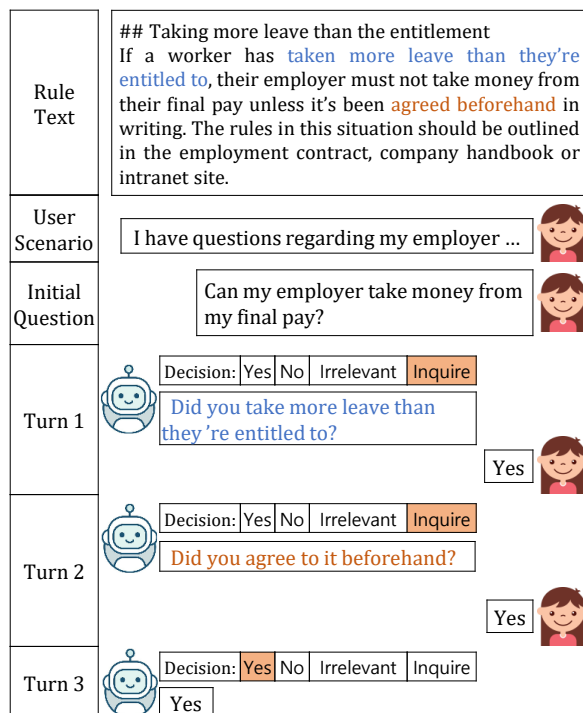 Rule
Text
## Taking more leave than the entitlement
If a worker has taken more leave than they're
entitled to, their employer must not take money from
their final pay unless it's been agreed beforehand in
writing. The rules in this situation should be outlined
in the employment contract, company handbook or
intranet site.
User
Scenario
I have questions regarding my employer ...
Initial
Question
Can my employer take money from
my final pay?
Turn 1
Decision: Yes No Irrelevant Inquire
Did you take more leave than
they 're entitled to?
Yes
Turn 2
Decision: Yes No Irrelevant Inquire
Did you agree to it beforehand?
Yes
Turn 3
Decision: Yes No Irrelevant Inquire
Yes